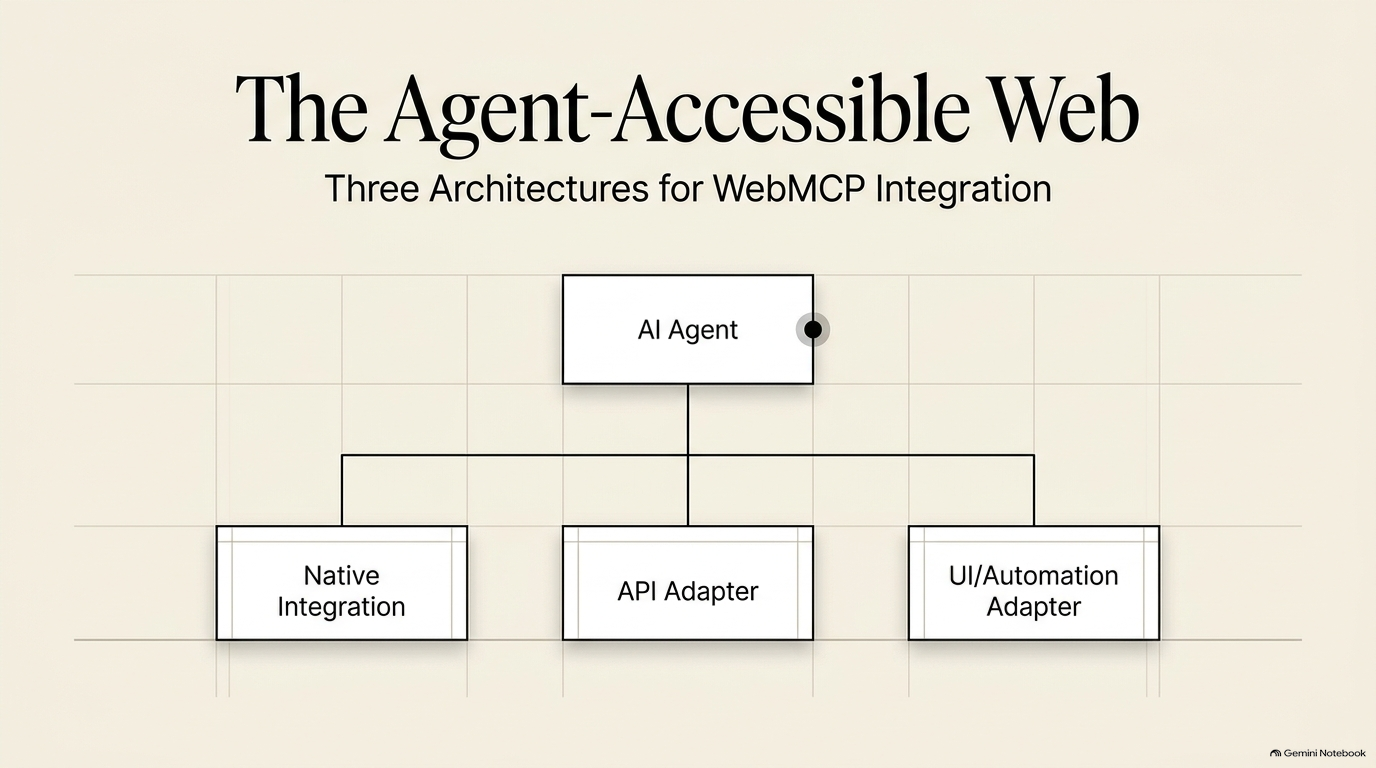 The Agent-Accessible Web
Three Architectures for WebMCP Integration
AI Agent
Native
Integration
API Adapter
UI/Automation
Adapter
Gemini Notebook